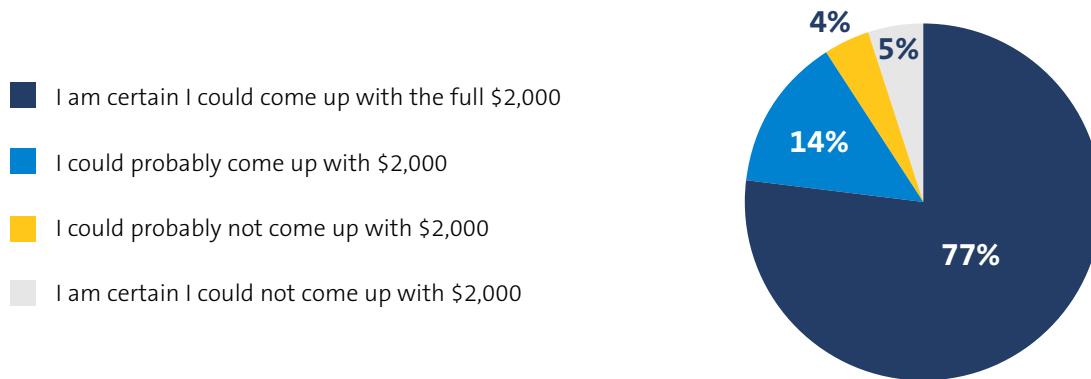 4%
5%
I am certain I could come up with the full $2,000
14%
I could probably come up with $2,000
I could probably not come up with $2,000
77%
I am certain I could not come up with $2,000